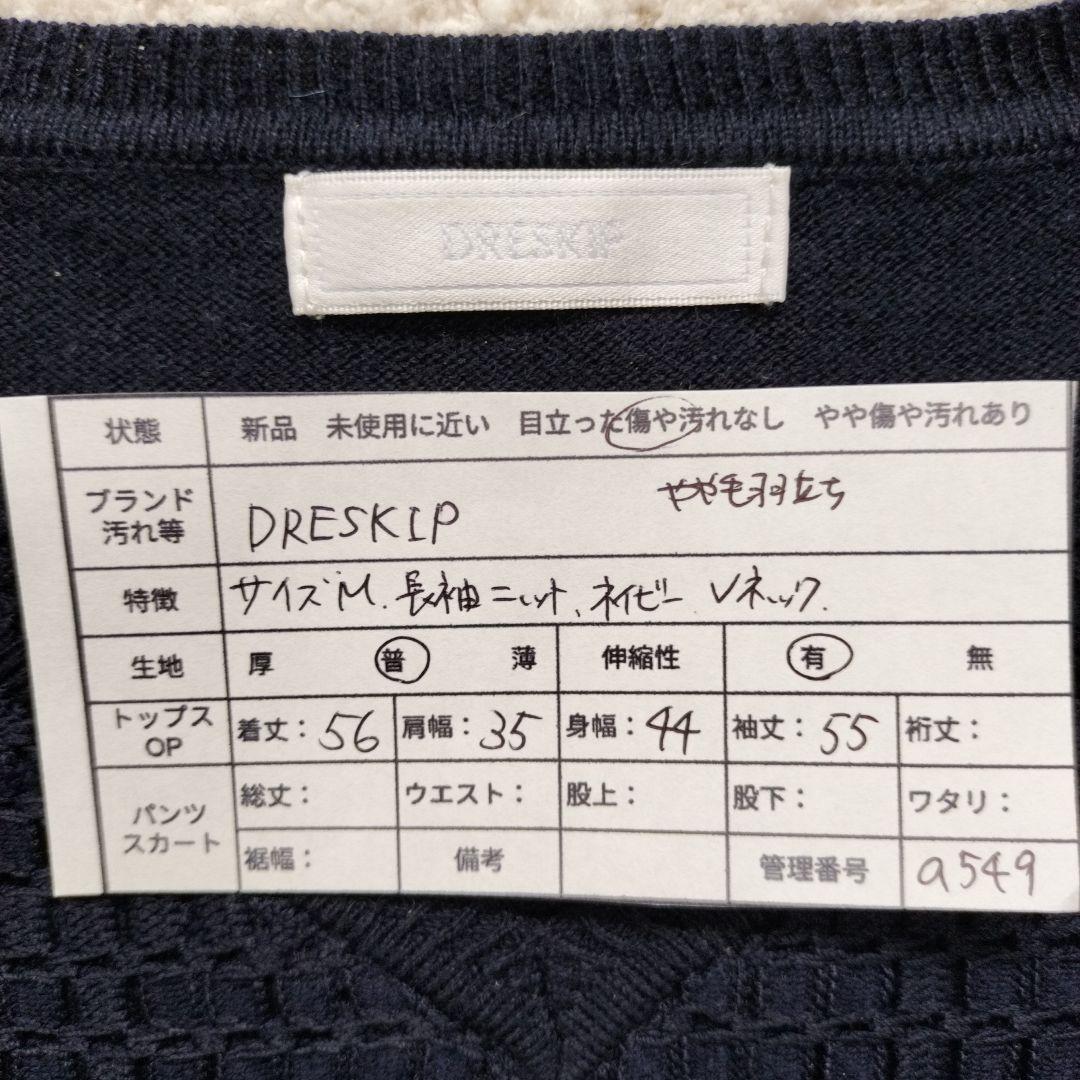 DRESKIP
状態 新品 未使用に近い 目立った傷や汚れなし やや傷や汚れあり
ブランド 汚れ等 DRESKIP やや毛羽立ち
特徴 サイズM. 長袖ニット、ネイビー Vネック.
生地 厚 普 薄 伸縮性 有 無
トップス OP 着丈:56 肩幅:35 身幅:44 袖丈:55 裄丈:
パンツ スカート 総丈: ウエスト: 股上: 股下: ワタリ:
裾幅: 備考 管理番号 a549